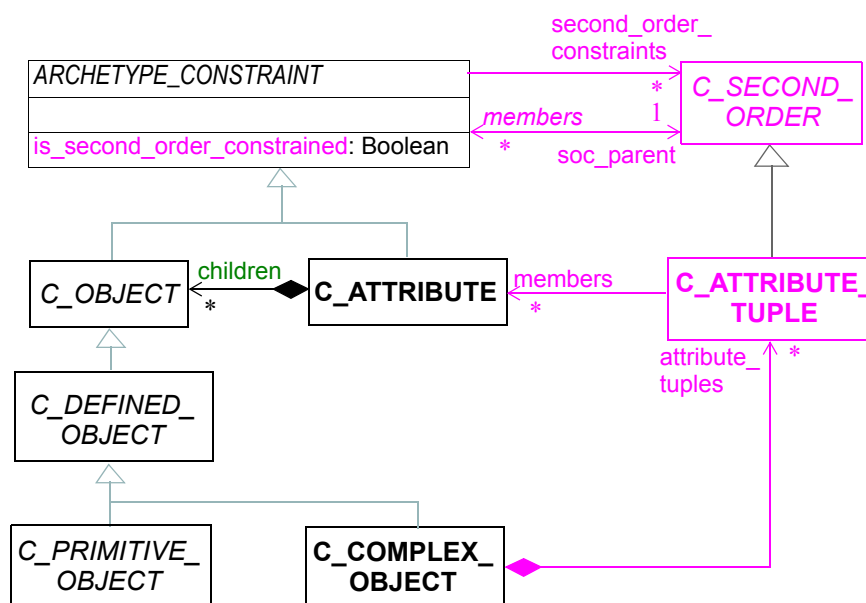 second_order_
constraints
ARCHETYPE_CONSTRAINT
*
C_SECOND_
ORDER
members
1
*
is_second_order_constrained: Boolean
soc_parent
children
*
C_OBJECT
C_ATTRIBUTE
members
*
C_ATTRIBUTE_
TUPLE
attribute_
tuples
*
C_DEFINED_
OBJECT
C_PRIMITIVE_
OBJECT
C_COMPLEX_
OBJECT